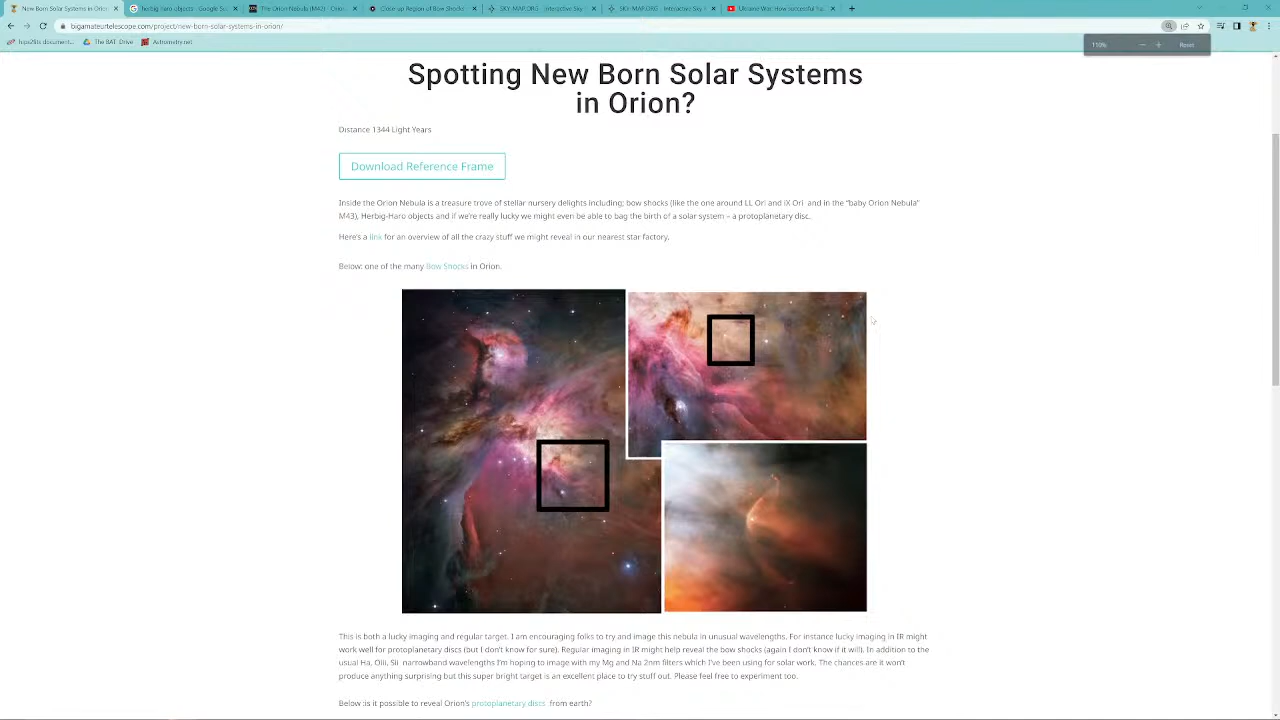 New Born Solar Systems in Orion
herbig haro objects - Google Sc
The Orion Nebula (M42) - Orio
Close up Region of Bow Shocks
SKY-MAP.ORG - Interactive Sky
SKY-MAP.ORG - Interactive Sky
Ukraine War: How successful ha
bigamateurtelescope.com/project/new-born-solar-systems-in-orion/
The BAT: Drive
Astrometry.net
110%
Reset
Spotting New Born Solar Systems
in Orion?
Distance 1344 Light Years
Download Reference Frame
Inside the Orion Nebula is a treasure trove of stellar nursery delights including; bow shocks (like the one around LL Ori and iX Ori and in the “baby Orion Nebula”
M43), Herbig-Haro objects and if we’re really lucky we might even be able to bag the birth of a solar system – a protoplanetary disc.
Here’s a link for an overview of all the crazy stuff we might reveal in our nearest star factory.
Below: one of the many Bow Shocks in Orion.
This is both a lucky imaging and regular target. I am encouraging folks to try and image this nebula in unusual wavelengths. For instance lucky imaging in IR might
work well for protoplanetary discs (but I don’t know for sure). Regular imaging in IR might help reveal the bow shocks (again I don’t know if it will). In addition to the
usual Ha, Oiii, Sii narrowband wavelengths I’m hoping to image with my Mg and Na 2nm filters which I’ve been using for solar work. The chances are it won’t
produce anything surprising but this super bright target is an excellent place to try stuff out. Please feel free to experiment too.
Below :is it possible to reveal Orion’s protoplanetary discs from earth?